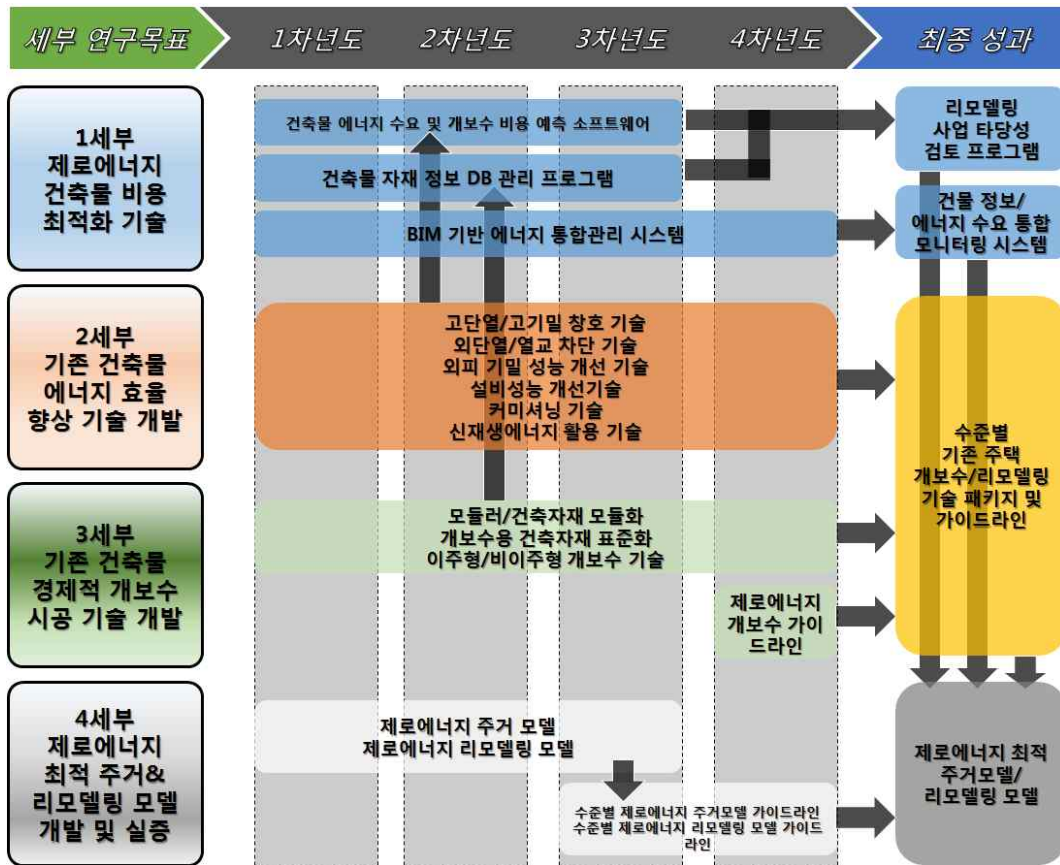 세부 연구목표
1차년도
2차년도
3차년도
4차년도
최종 성과
1세부
제로에너지
건축물 비용
최적화 기술
건축물 에너지 수요 및 개보수 비용 예측 소프트웨어
건축물 자재 정보 DB 관리 프로그램
BIM 기반 에너지 통합관리 시스템
리모델링
사업 타당성
검토 프로그램
건물 정보/
에너지 수요 통합
모니터링 시스템
2세부
기존 건축물
에너지 효율
향상 기술 개발
고단열/고기밀 창호 기술
외단열/열교 차단 기술
외피 기밀 성능 개선 기술
설비성능 개선기술
커미셔닝 기술
신재생에너지 활용 기술
수준별
기존 주택
개보수/리모델링
기술 패키지 및
가이드라인
3세부
기존 건축물
경제적 개보수
시공 기술 개발
모듈러/건축자재 모듈화
개보수용 건축자재 표준화
이주형/비이주형 개보수 기술
제로에너지
개보수 가이
드라인
4세부
제로에너지
최적 주거&
리모델링 모델
개발 및 실증
제로에너지 주거 모델
제로에너지 리모델링 모델
수준별 제로에너지 주거모델 가이드라인
수준별 제로에너지 리모델링 모델 가이드
라인
제로에너지 최적
주거모델/
리모델링 모델